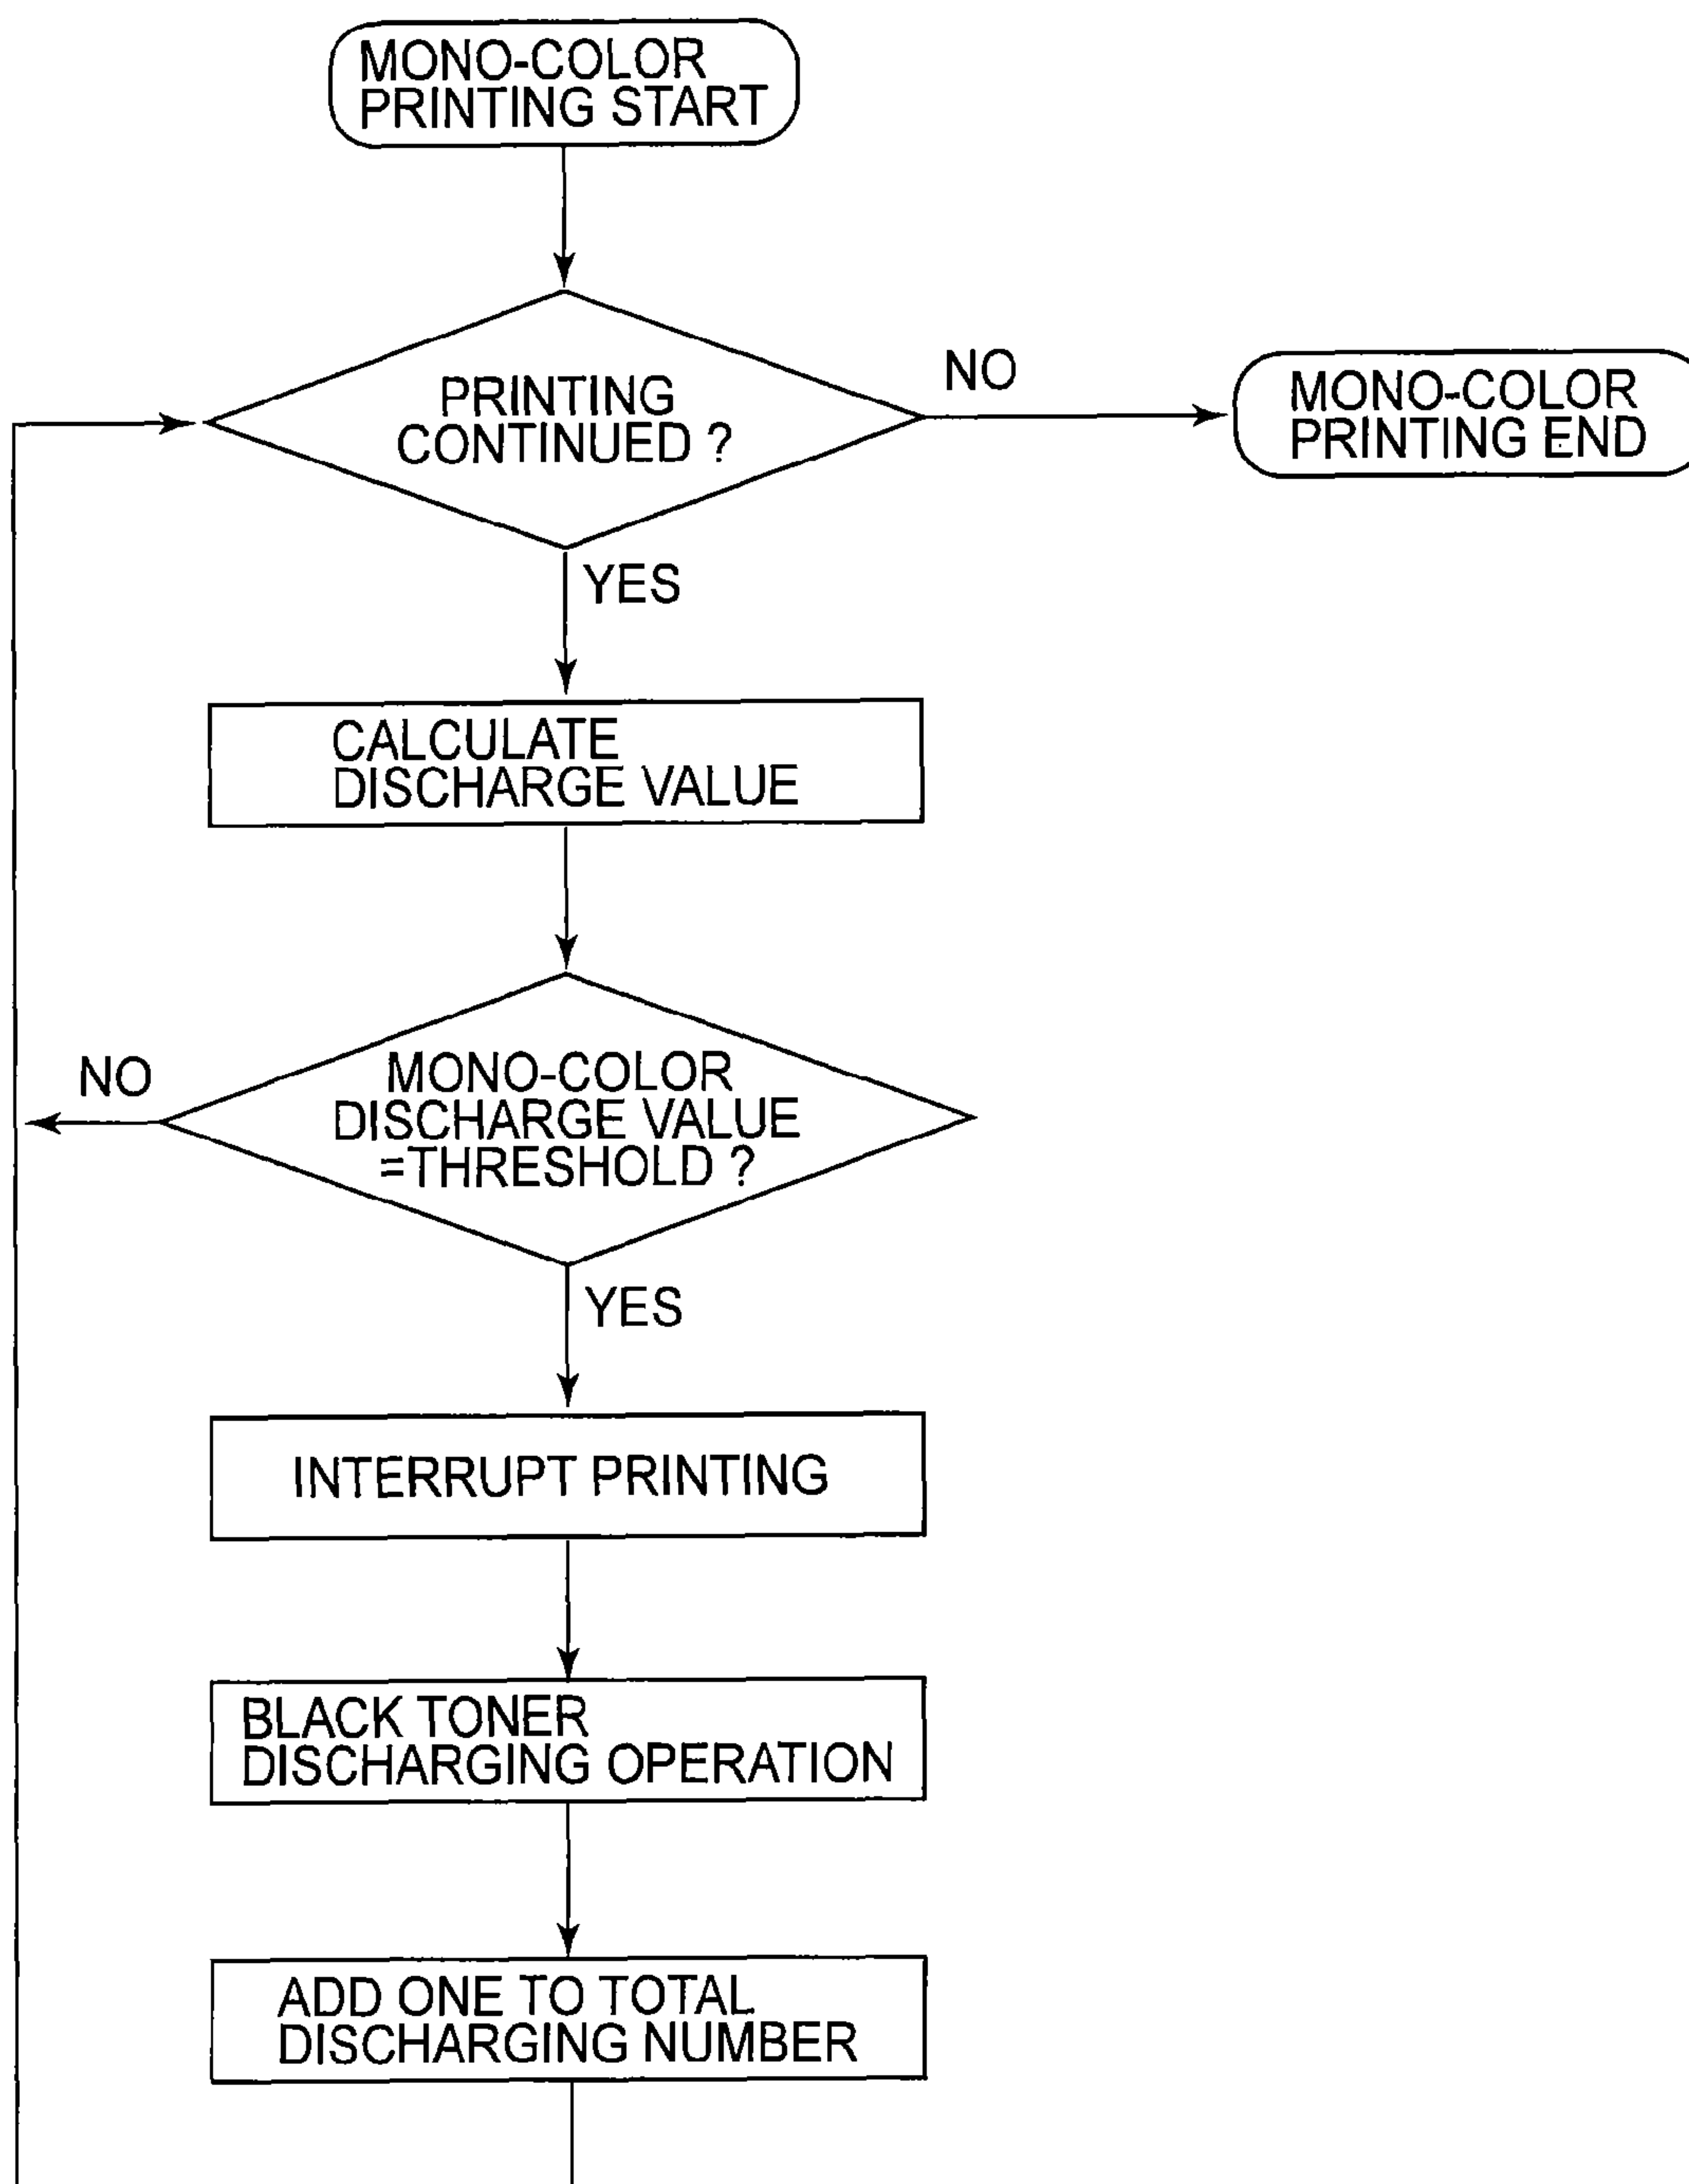 MONO-COLOR
PRINTING START
PRINTING
CONTINUED ?
NO
MONO-COLOR
PRINTING END
YES
CALCULATE
DISCHARGE VALUE
NO
MONO-COLOR
DISCHARGE VALUE
=THRESHOLD ?
YES
INTERRUPT PRINTING
BLACK TONER
DISCHARGING OPERATION
ADD ONE TO TOTAL
DISCHARGING NUMBER